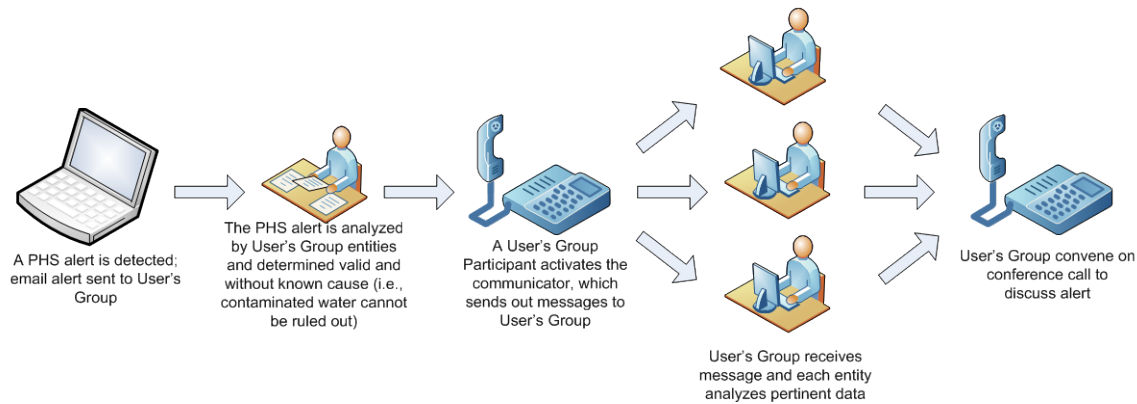 A PHS alert is detected;
email alert sent to User's
Group
The PHS alert is analyzed
by User's Group entities
and determined valid and
without known cause (i.e.,
contaminated water cannot
be ruled out)
A User's Group
Participant activates the
communicator, which
sends out messages to
User's Group
User's Group receives
message and each entity
analyzes pertinent data
User's Group convene on
conference call to
discuss alert